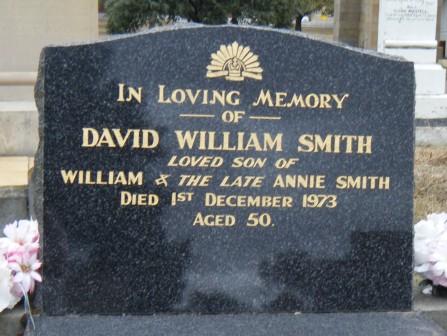 IN LOVING MEMORY
OF
DAVID WILLIAM SMITH
LOVED SON OF
WILLIAM & THE LATE ANNIE SMITH
DIED 1ST DECEMBER 1973
AGED 50.